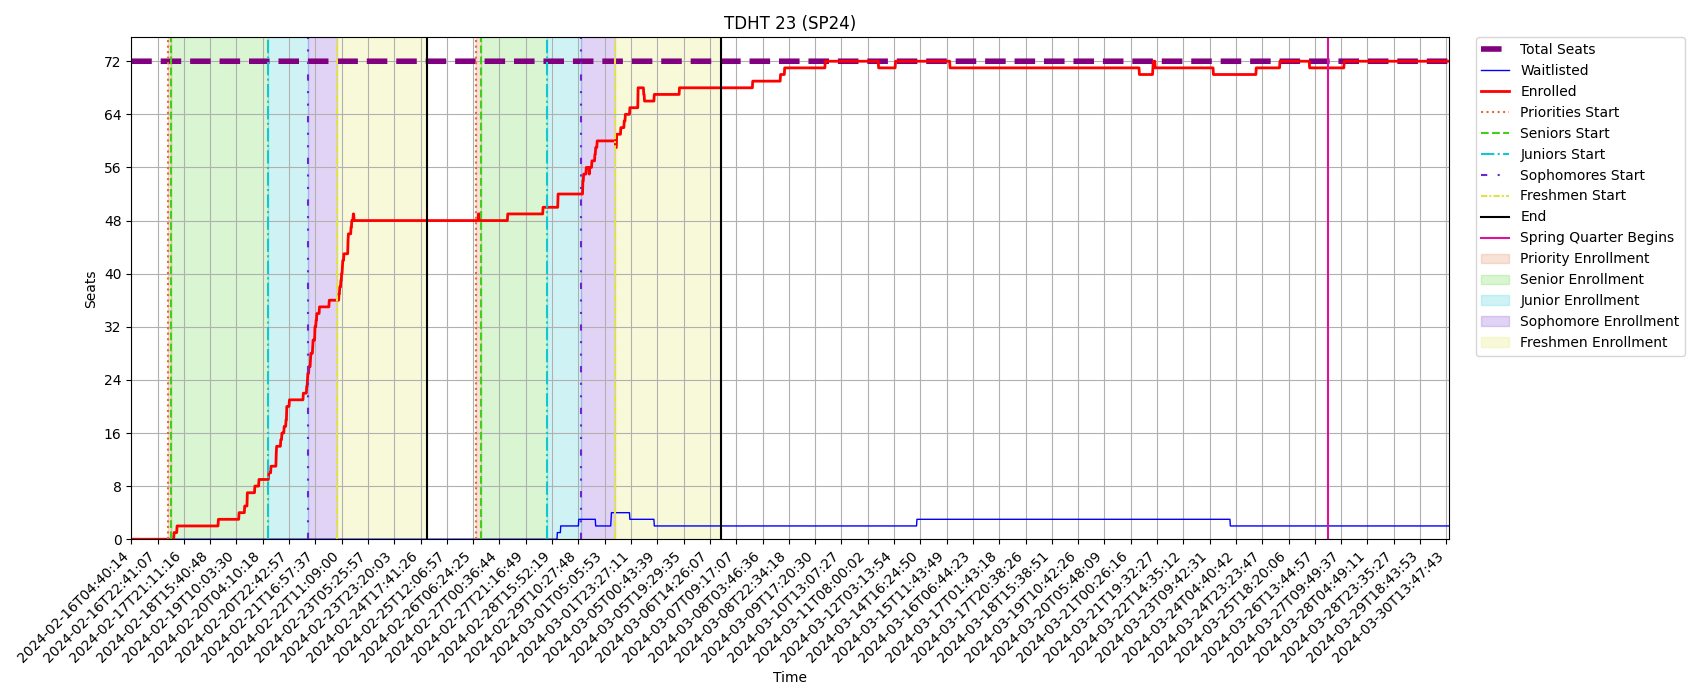 TDHT 23 (SP24)
Total Seats
Waitlisted
Enrolled
Priorities Start
Seniors Start
Juniors Start
Sophomores Start
Freshmen Start
End
Spring Quarter Begins
Priority Enrollment
Senior Enrollment
Junior Enrollment
Sophomore Enrollment
Freshmen Enrollment
Seats
72
64
56
48
40
32
24
16
8
0
2024-02-16T04:40:14
2024-02-16T22:41:07
2024-02-17T21:11:16
2024-02-18T15:40:48
2024-02-19T10:03:30
2024-02-20T04:10:18
2024-02-20T22:42:57
2024-02-21T16:57:37
2024-02-22T11:09:00
2024-02-23T05:25:57
2024-02-23T23:20:03
2024-02-24T17:41:26
2024-02-25T12:06:57
2024-02-26T06:24:25
2024-02-27T00:36:44
2024-02-27T21:16:49
2024-02-28T15:52:19
2024-02-29T10:27:48
2024-03-01T05:05:53
2024-03-01T23:27:11
2024-03-05T00:43:39
2024-03-05T19:29:35
2024-03-06T14:26:07
2024-03-07T09:17:07
2024-03-08T03:46:36
2024-03-08T22:34:18
2024-03-09T17:20:30
2024-03-10T13:07:27
2024-03-11T08:00:02
2024-03-12T03:13:54
2024-03-14T16:24:50
2024-03-15T11:43:49
2024-03-16T06:44:23
2024-03-17T01:43:18
2024-03-17T20:38:26
2024-03-18T15:38:51
2024-03-19T10:42:26
2024-03-20T05:48:09
2024-03-21T00:26:16
2024-03-21T19:32:27
2024-03-22T14:35:12
2024-03-23T09:42:31
2024-03-24T04:40:42
2024-03-24T23:23:47
2024-03-25T18:20:06
2024-03-26T13:44:57
2024-03-27T09:49:37
2024-03-28T04:49:11
2024-03-28T23:35:27
2024-03-29T18:43:53
2024-03-30T13:47:43
Time